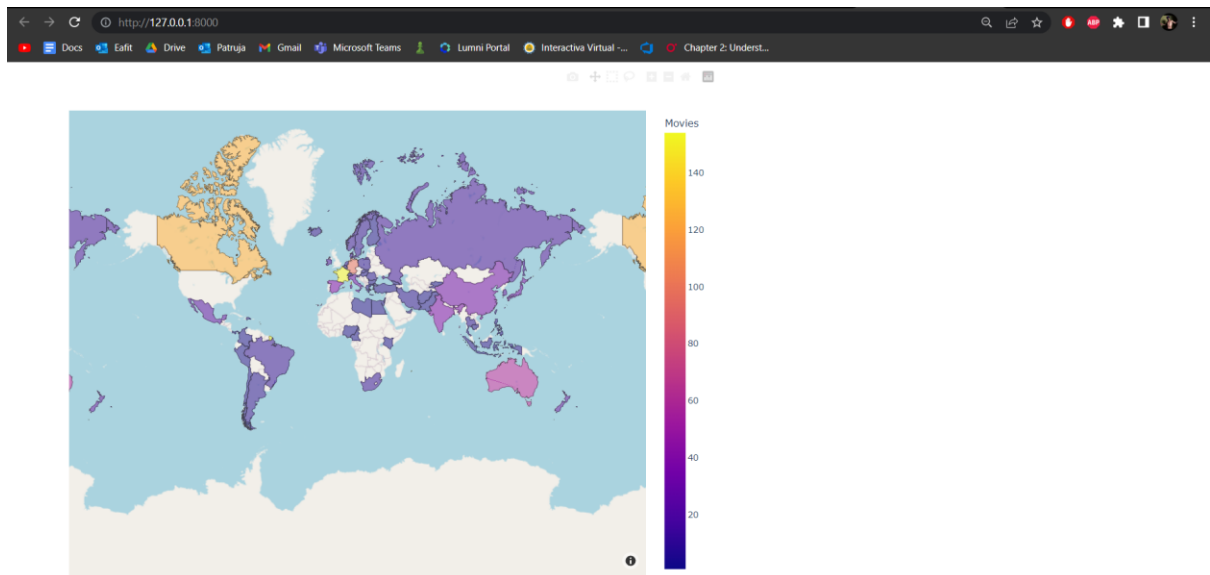 http://127.0.0.1:8000
Docs Eafit Drive Patruja Gmail Microsoft Teams Lumni Portal Interactiva Virtual -... Chapter 2: Underst...
ABP
Movies
140
120
100
80
60
40
20